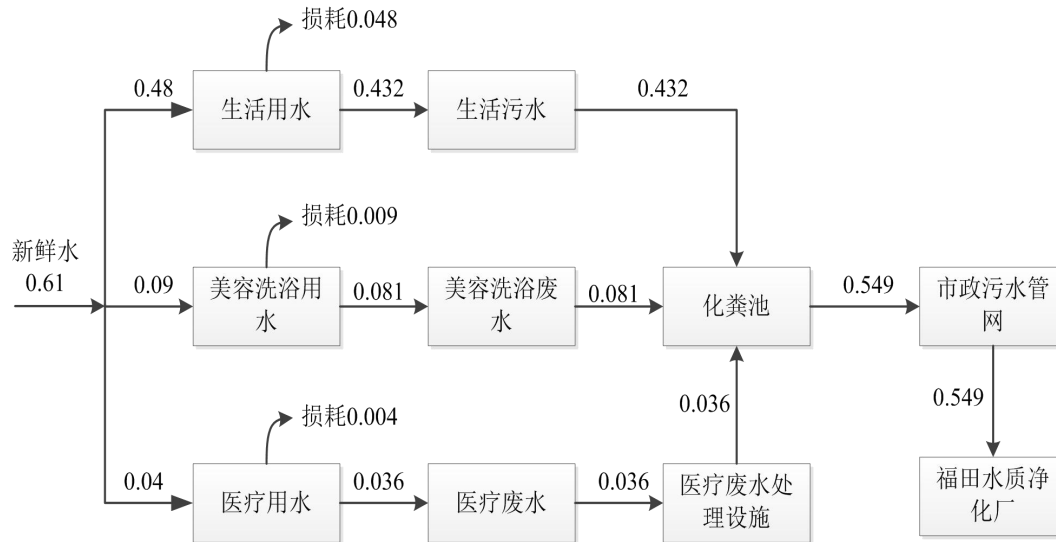 损耗0.048
0.48
生活用水
0.432
生活污水
0.432
损耗0.009
新鲜水
0.61
0.09
美容洗浴用
水
0.081
美容洗浴废
水
0.081
化粪池
0.549
市政污水管
网
损耗0.004
0.036
0.549
0.04
医疗用水
0.036
医疗废水
0.036
医疗废水处
理设施
福田水质净
化厂